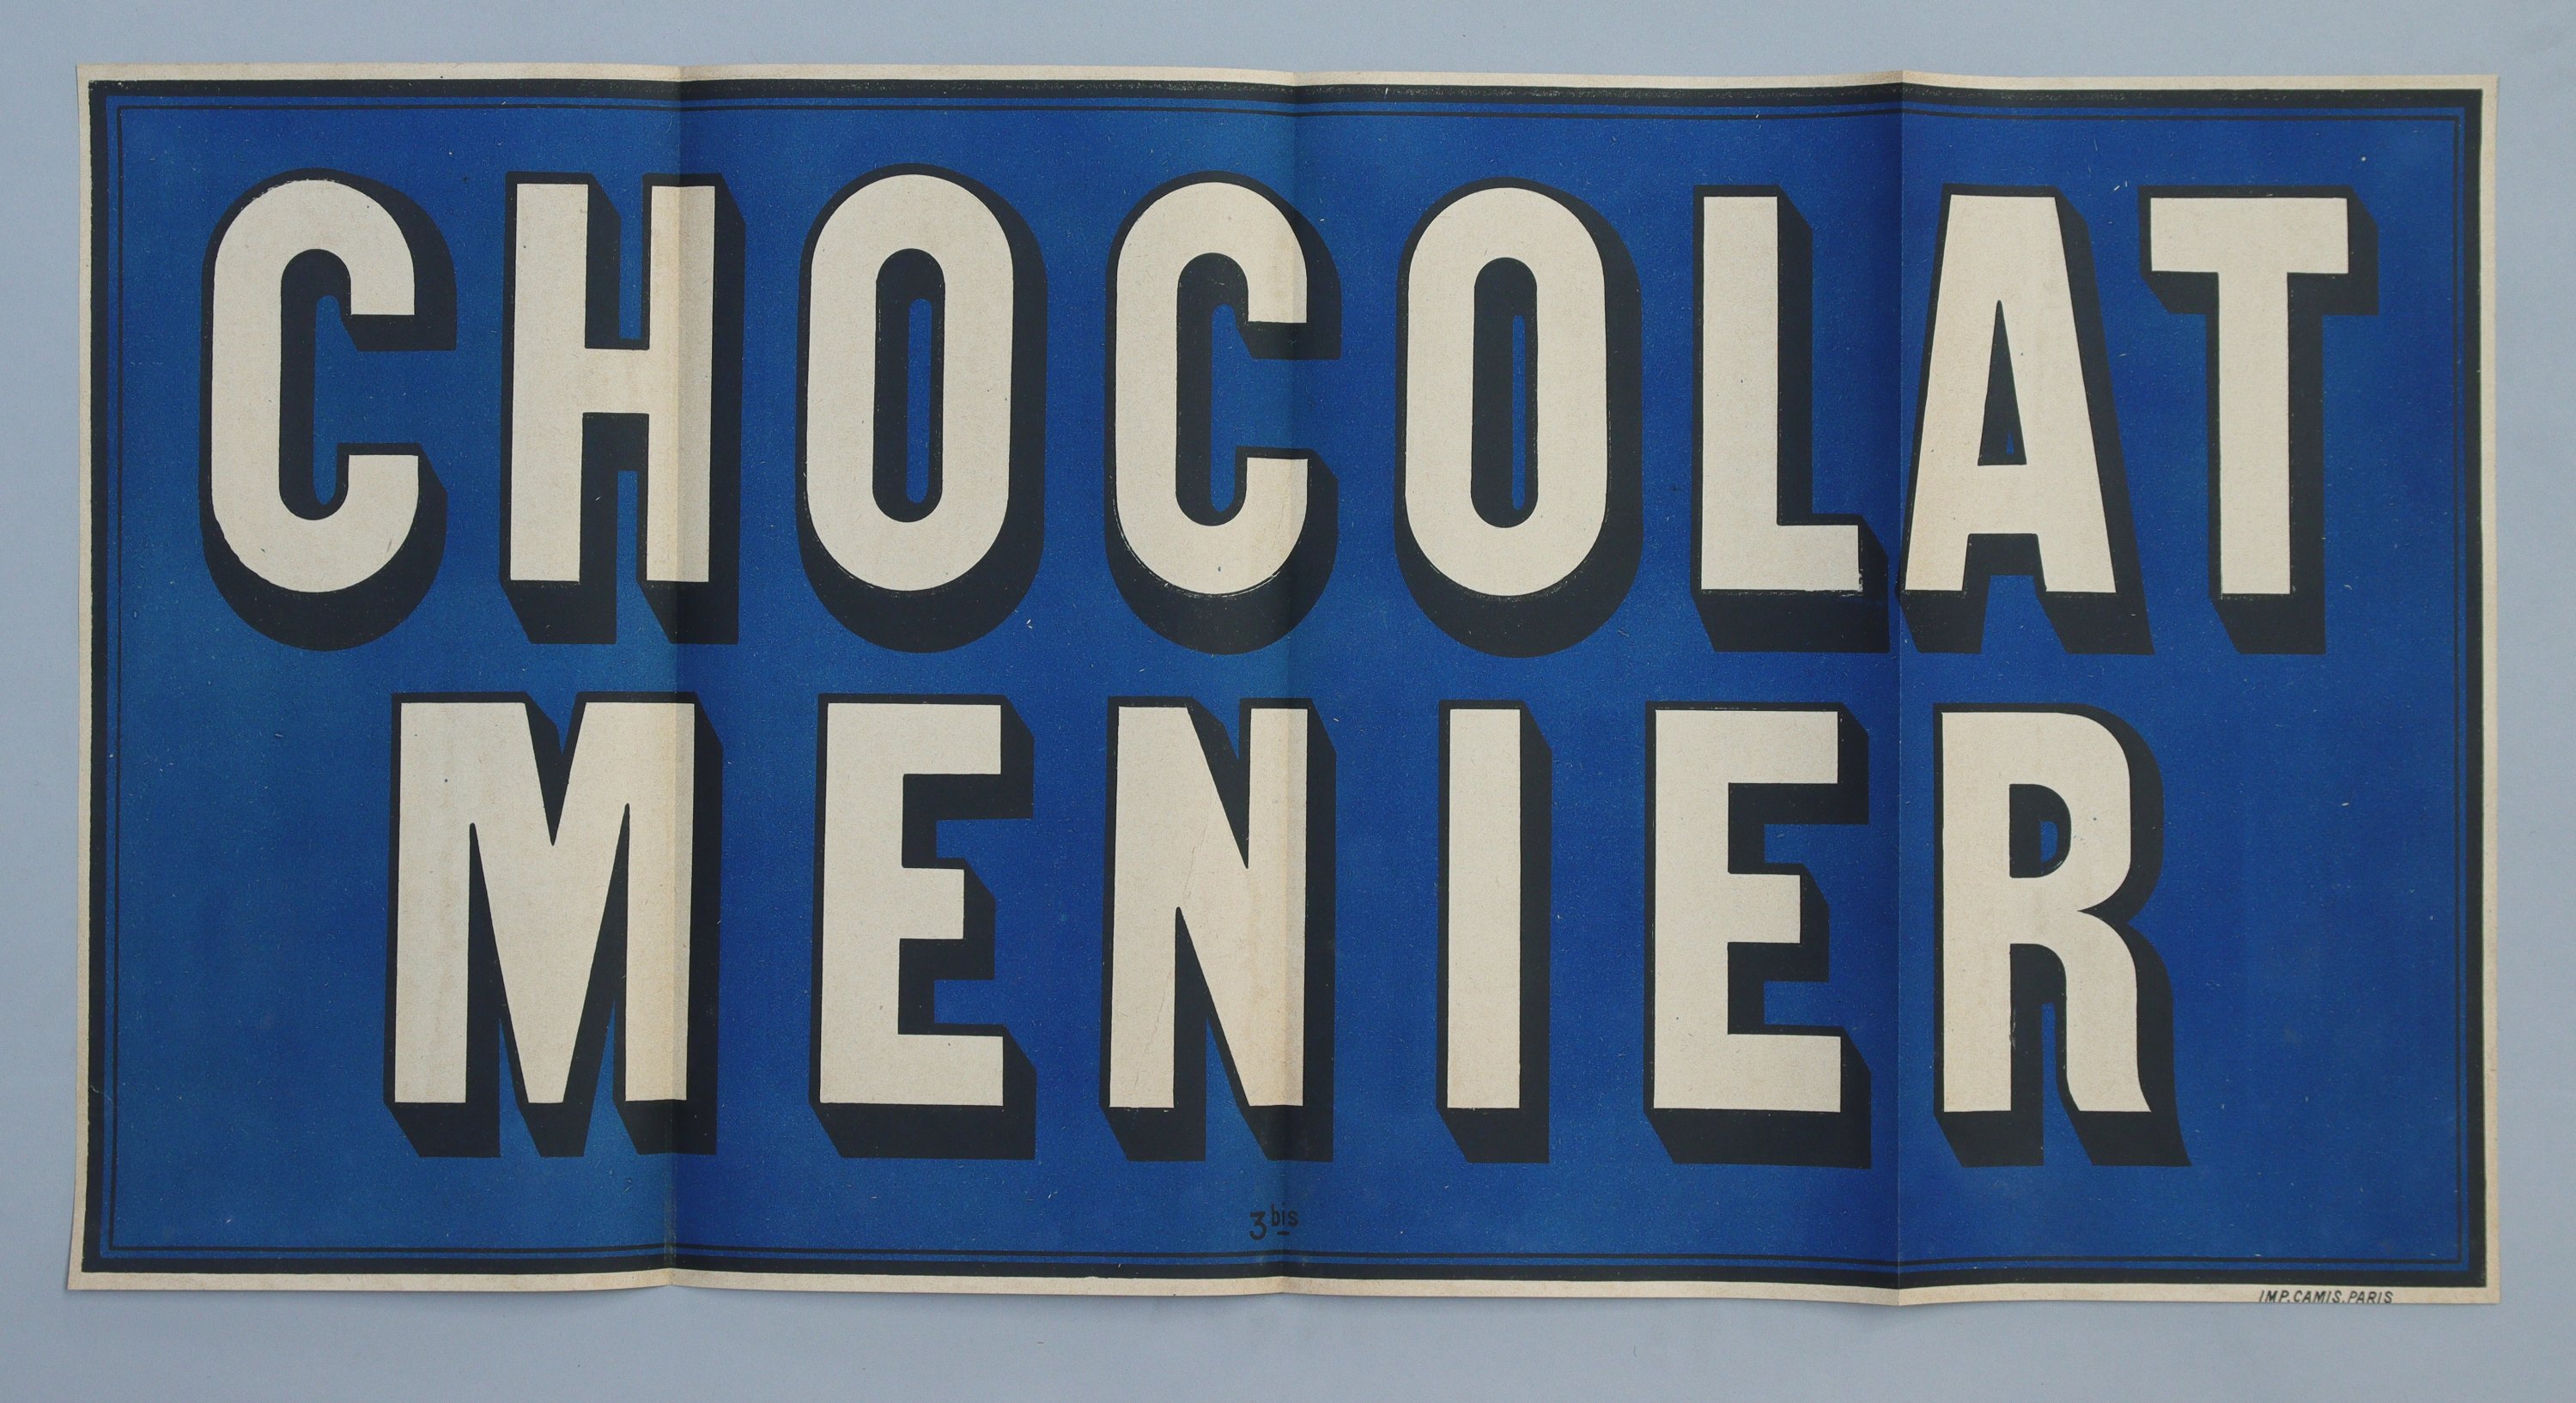 CHOCOLAT
MENIER
3bis
IMP. CAMIS. PARIS